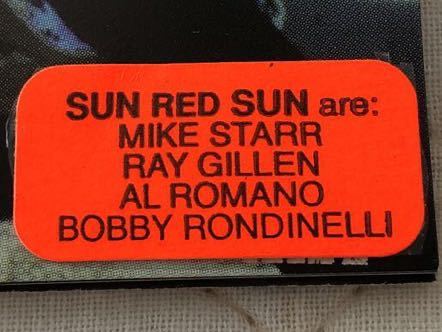 SUN RED SUN are:
MIKE STARR
RAY GILLEN
AL ROMANO
BOBBY RONDINELLI